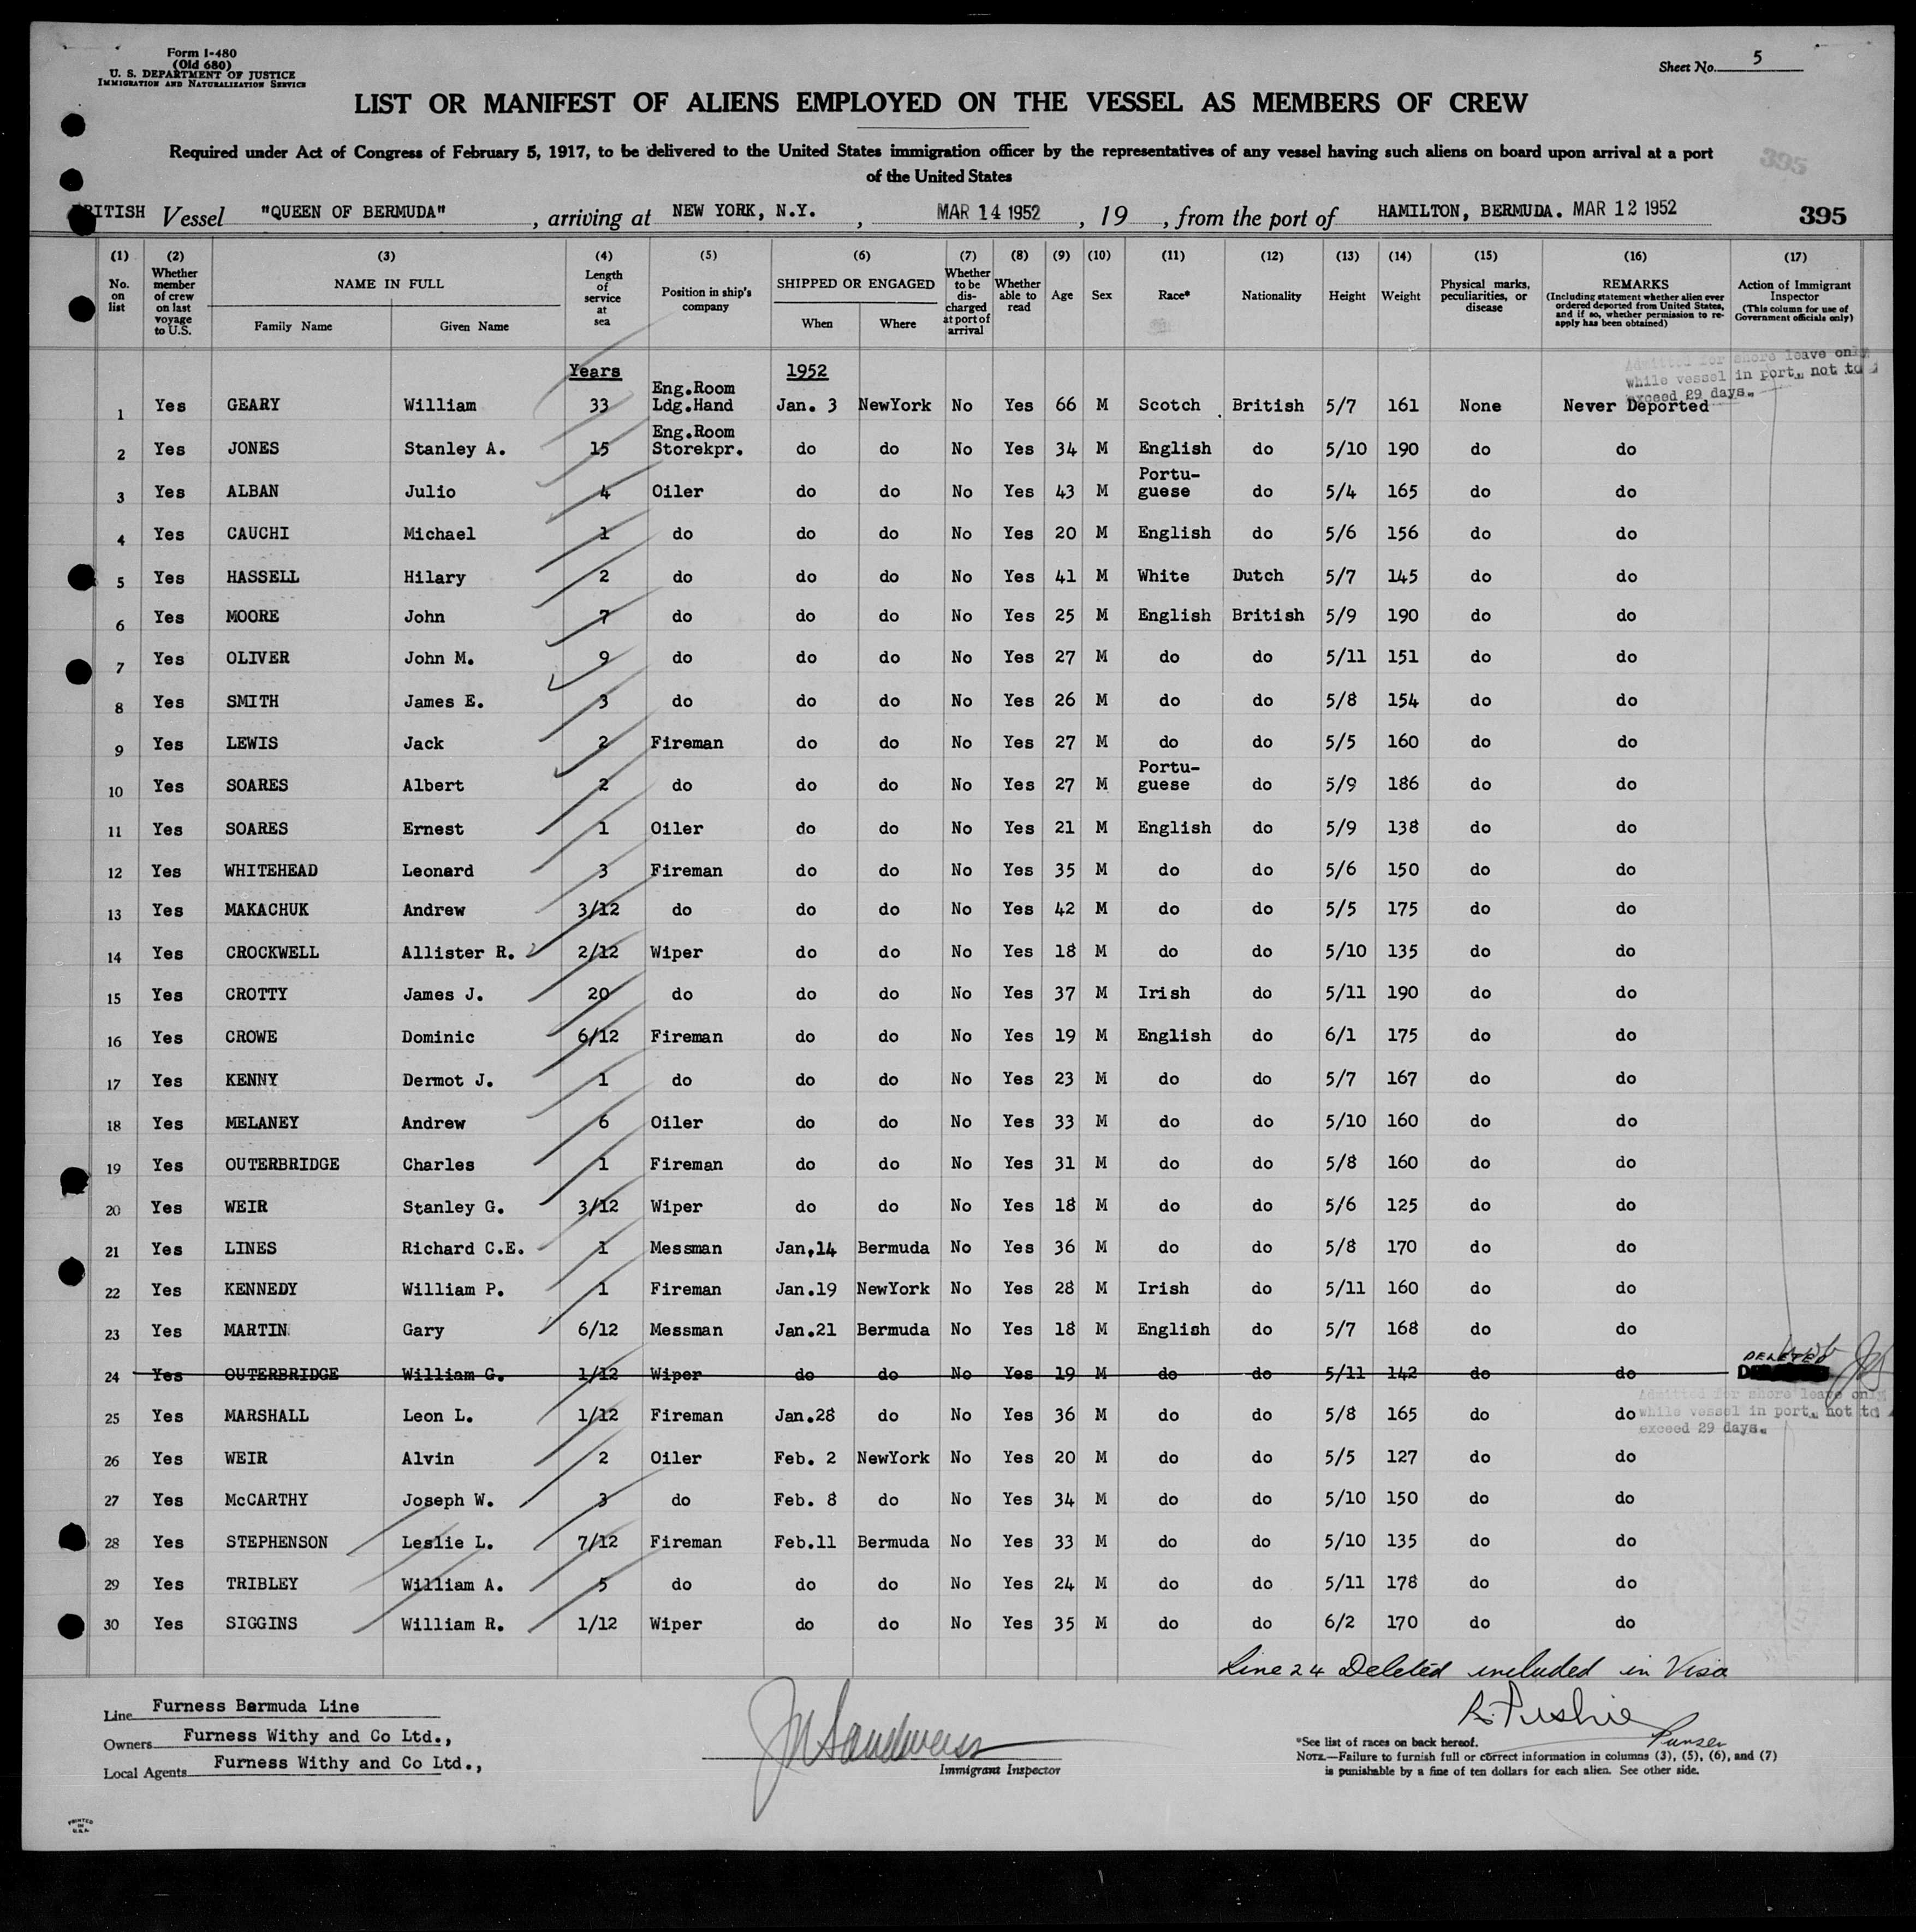 Form I-480
(Old 680)
U. S. DEPARTMENT OF JUSTICE
IMMIGRATION AND NATURALIZATION SERVICE
Sheet No. 5
LIST OR MANIFEST OF ALIENS EMPLOYED ON THE VESSEL AS MEMBERS OF CREW
Required under Act of Congress of February 5, 1917, to be delivered to the United States immigration officer by the representatives of any vessel having such aliens on board upon arrival at a port
of the United States
395
BRITISH Vessel "QUEEN OF BERMUDA", arriving at NEW YORK, N.Y., MAR 14 1952, 19 , from the port of HAMILTON, BERMUDA. MAR 12 1952 395
(1) No. on list
(2) Whether member of crew on last voyage to U.S.
(3) NAME IN FULL Family Name Given Name
(4) Length of service at sea
(5) Position in ship's company
(6) SHIPPED OR ENGAGED When Where
(7) Whether to be discharged at port of arrival
(8) Whether able to read
(9) Age
(10) Sex
(11) Race*
(12) Nationality
(13) Height
(14) Weight
(15) Physical marks, peculiarities, or disease
(16) REMARKS (Including statement whether alien ever ordered deported from United States, and if so, whether permission to re-apply has been obtained)
(17) Action of Immigrant Inspector (This column for use of Government officials only)
Years 1952
Admitted for shore leave only
while vessel in port, not to
exceed 29 days.
1 Yes GEARY William 33 Eng.Room Ldg.Hand Jan. 3 NewYork No Yes 66 M Scotch British 5/7 161 None Never Deported
2 Yes JONES Stanley A. 15 Eng.Room Storekpr. do do No Yes 34 M English do 5/10 190 do do
3 Yes ALBAN Julio 4 Oiler do do No Yes 43 M Portu-guese do 5/4 165 do do
4 Yes CAUCHI Michael 1 do do do No Yes 20 M English do 5/6 156 do do
5 Yes HASSELL Hilary 2 do do do No Yes 41 M White Dutch 5/7 145 do do
6 Yes MOORE John 7 do do do No Yes 25 M English British 5/9 190 do do
7 Yes OLIVER John M. 9 do do do No Yes 27 M do do 5/11 151 do do
8 Yes SMITH James E. 3 do do do No Yes 26 M do do 5/8 154 do do
9 Yes LEWIS Jack 2 Fireman do do No Yes 27 M do do 5/5 160 do do
10 Yes SOARES Albert 2 do do do No Yes 27 M Portu-guese do 5/9 186 do do
11 Yes SOARES Ernest 1 Oiler do do No Yes 21 M English do 5/9 138 do do
12 Yes WHITEHEAD Leonard 3 Fireman do do No Yes 35 M do do 5/6 150 do do
13 Yes MAKACHUK Andrew 3/12 do do do No Yes 42 M do do 5/5 175 do do
14 Yes CROCKWELL Allister R. 2/12 Wiper do do No Yes 18 M do do 5/10 135 do do
15 Yes CROTTY James J. 20 do do do No Yes 37 M Irish do 5/11 190 do do
16 Yes CROWE Dominic 6/12 Fireman do do No Yes 19 M English do 6/1 175 do do
17 Yes KENNY Dermot J. 1 do do do No Yes 23 M do do 5/7 167 do do
18 Yes MELANEY Andrew 6 Oiler do do No Yes 33 M do do 5/10 160 do do
19 Yes OUTERBRIDGE Charles 1 Fireman do do No Yes 31 M do do 5/8 160 do do
20 Yes WEIR Stanley G. 3/12 Wiper do do No Yes 18 M do do 5/6 125 do do
21 Yes LINES Richard C.E. 1 Messman Jan.14 Bermuda No Yes 36 M do do 5/8 170 do do
22 Yes KENNEDY William P. 1 Fireman Jan.19 NewYork No Yes 28 M Irish do 5/11 160 do do
23 Yes MARTIN Gary 6/12 Messman Jan.21 Bermuda No Yes 18 M English do 5/7 168 do do
24 Yes OUTERBRIDGE William G. 1/12 Wiper do do No Yes 19 M do do 5/11 142 do do DELETED
Admitted for shore leave only
while vessel in port, not to
exceed 29 days.
25 Yes MARSHALL Leon L. 1/12 Fireman Jan.28 do No Yes 36 M do do 5/8 165 do do
26 Yes WEIR Alvin 2 Oiler Feb. 2 NewYork No Yes 20 M do do 5/5 127 do do
27 Yes McCARTHY Joseph W. 3 do Feb. 8 do No Yes 34 M do do 5/10 150 do do
28 Yes STEPHENSON Leslie L. 7/12 Fireman Feb.11 Bermuda No Yes 33 M do do 5/10 135 do do
29 Yes TRIBLEY William A. 5 do do do No Yes 24 M do do 5/11 178 do do
30 Yes SIGGINS William R. 1/12 Wiper do do No Yes 35 M do do 6/2 170 do do
Line 24 Deleted included in Visa
Line Furness Bermuda Line
Owners Furness Withy and Co Ltd.,
Local Agents Furness Withy and Co Ltd.,
Immigrant Inspector
Purser
*See list of races on back hereof.
NOTE.—Failure to furnish full or correct information in columns (3), (5), (6), and (7)
is punishable by a fine of ten dollars for each alien. See other side.
PRINTED
IN
U.S.A.